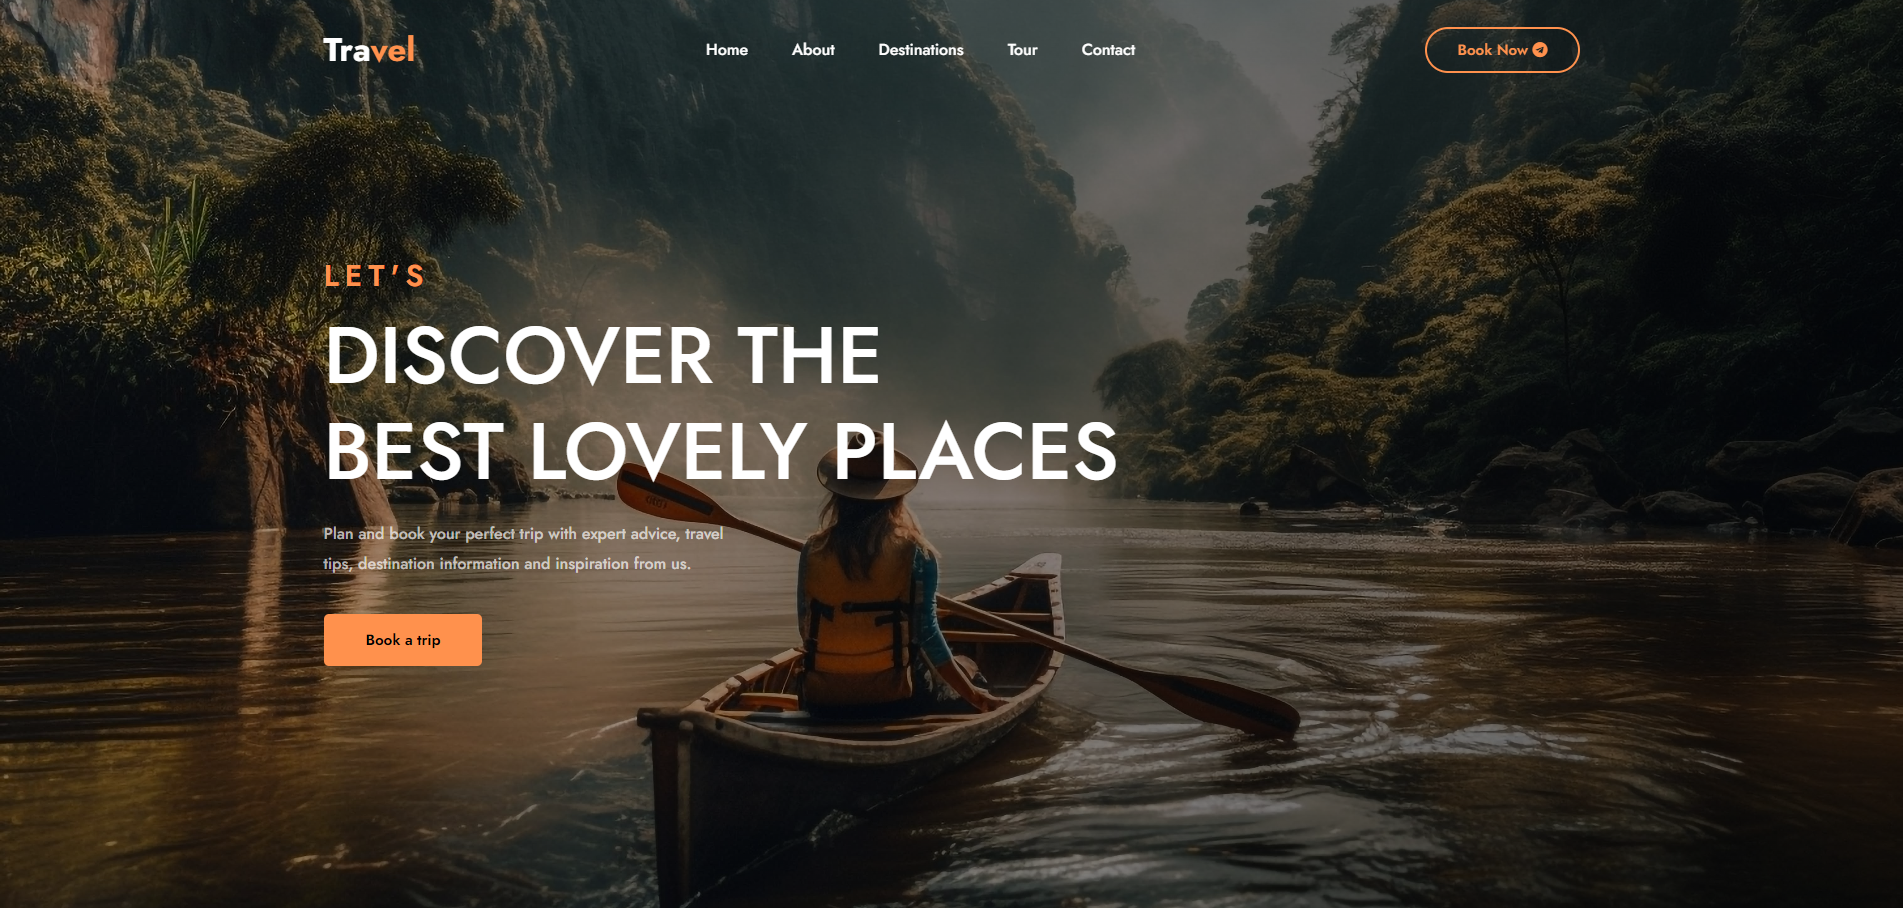 Travel
Home About Destinations Tour Contact
Book Now
LET'S
DISCOVER THE
BEST LOVELY PLACES
Plan and book your perfect trip with expert advice, travel
tips, destination information and inspiration from us.
Book a trip